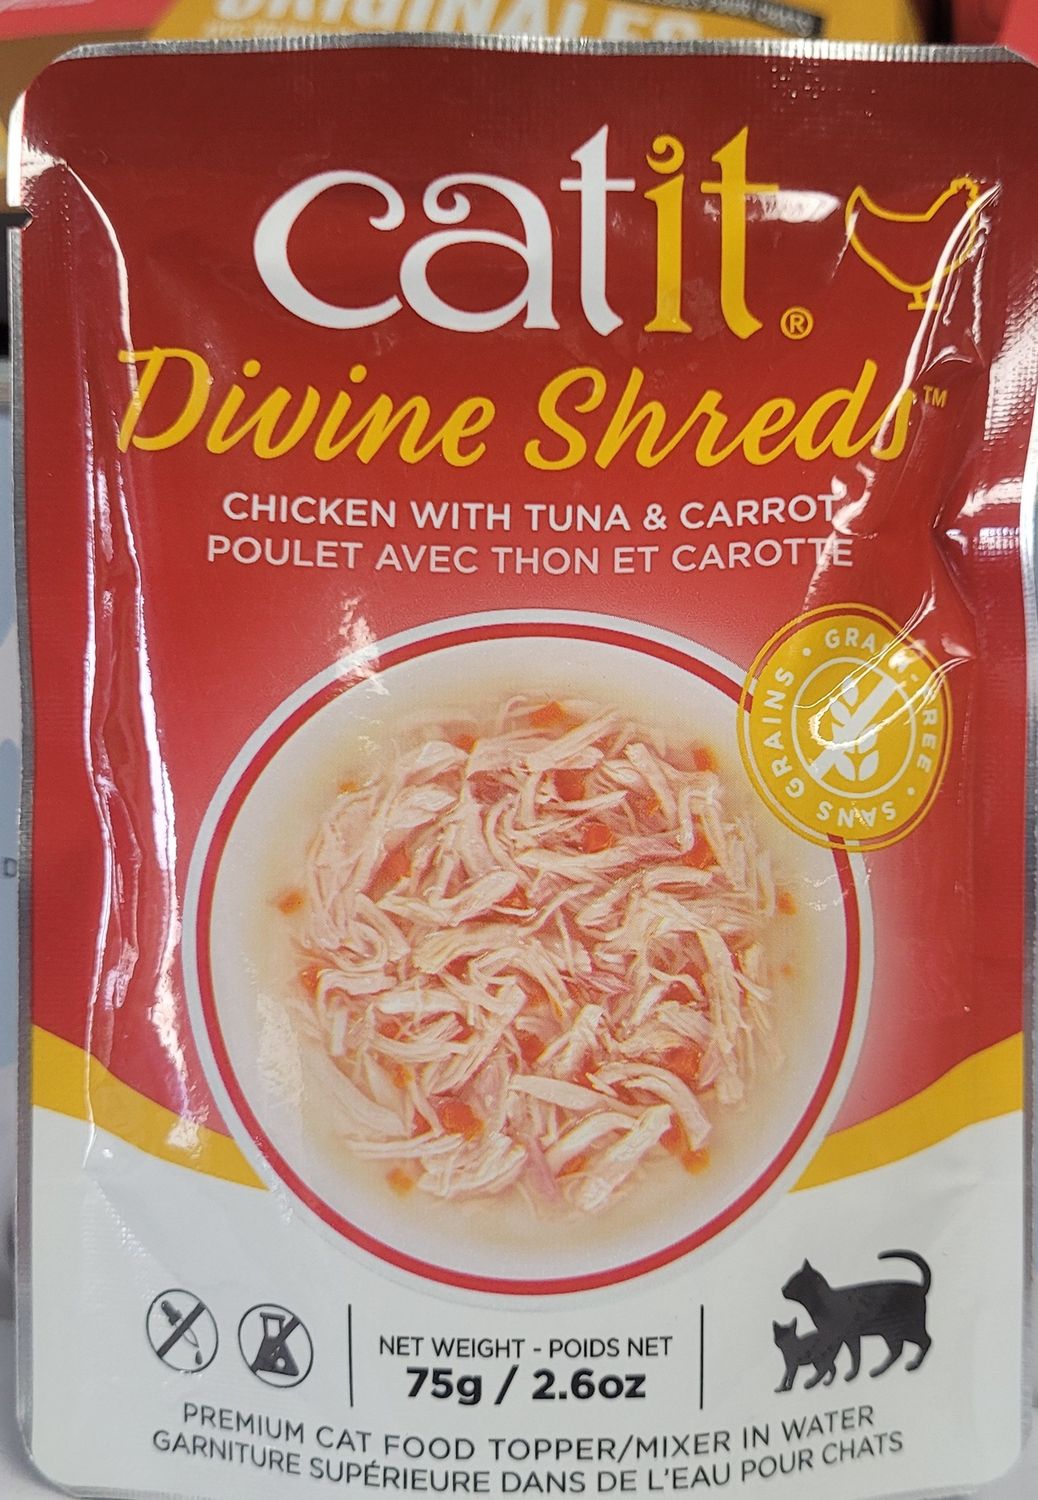 ORIGINALES
catit®
Divine Shreds™
CHICKEN WITH TUNA & CARROT
POULET AVEC THON ET CAROTTE
GRAIN-FREE • SANS GRAINS •
NET WEIGHT - POIDS NET
75g / 2.6oz
PREMIUM CAT FOOD TOPPER/MIXER IN WATER
GARNITURE SUPÉRIEURE DANS DE L'EAU POUR CHATS